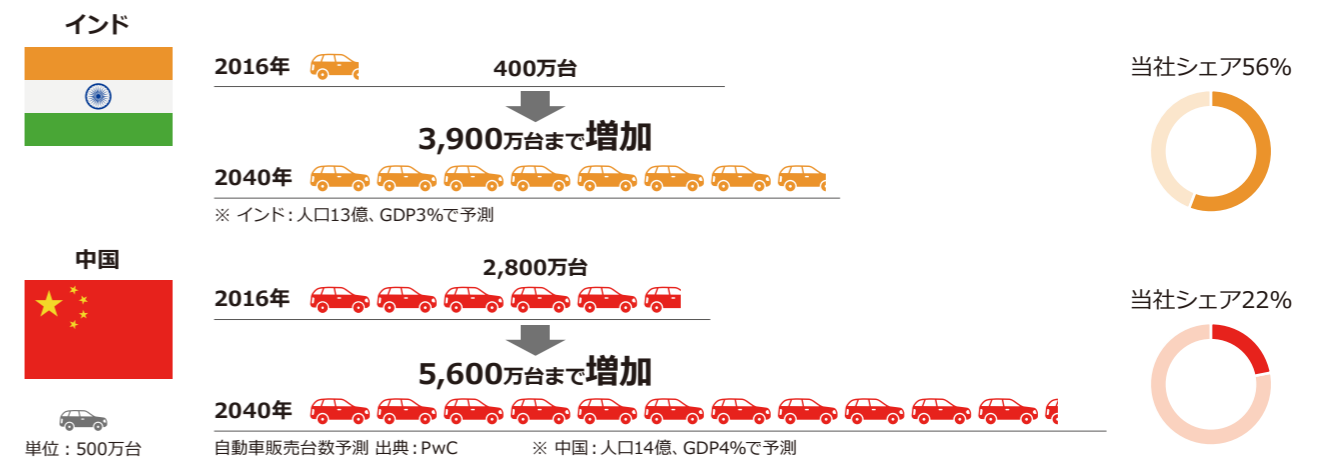 インド
2016年
400万台
3,900万台まで増加
2040年
※ インド：人口13億、GDP3%で予測
当社シェア56%
中国
2016年
2,800万台
5,600万台まで増加
2040年
当社シェア22%
単位：500万台
自動車販売台数予測 出典：PwC
※ 中国：人口14億、GDP4%で予測